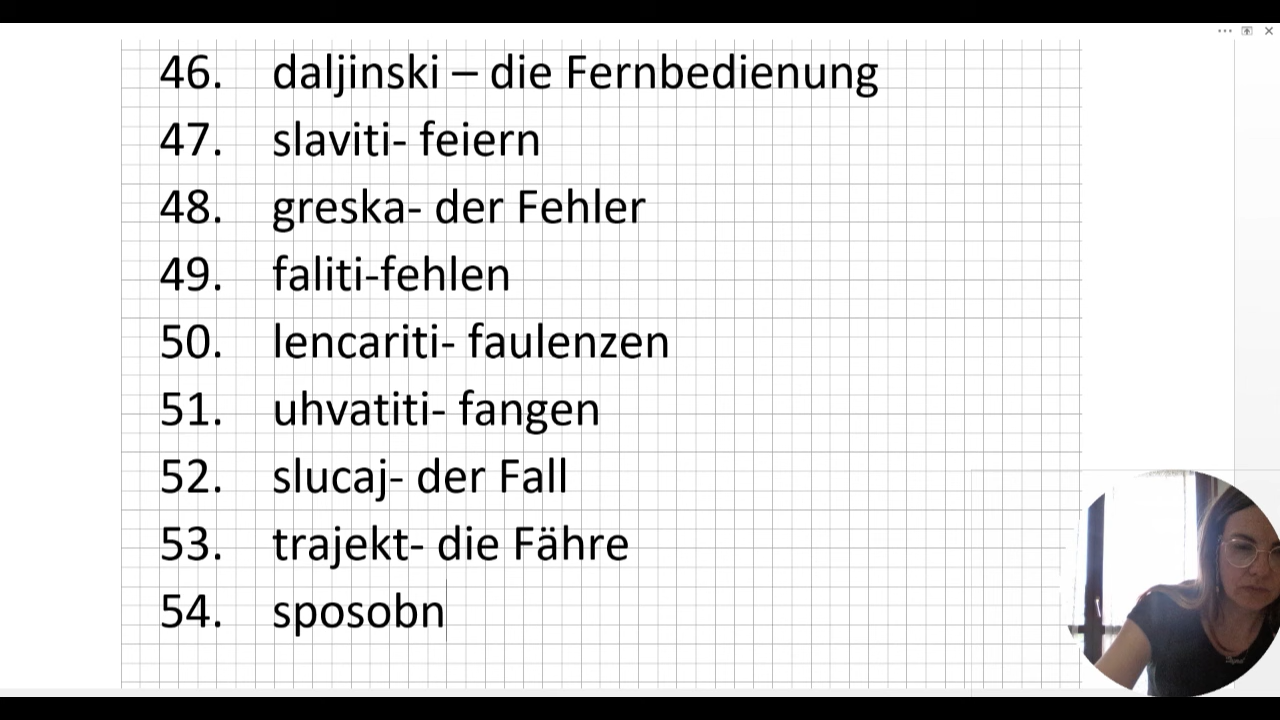 46. daljinski – die Fernbedienung
47. slaviti- feiern
48. greska- der Fehler
49. faliti-fehlen
50. lencariti- faulenzen
51. uhvatiti- fangen
52. slucaj- der Fall
53. trajekt- die Fähre
54. sposobn